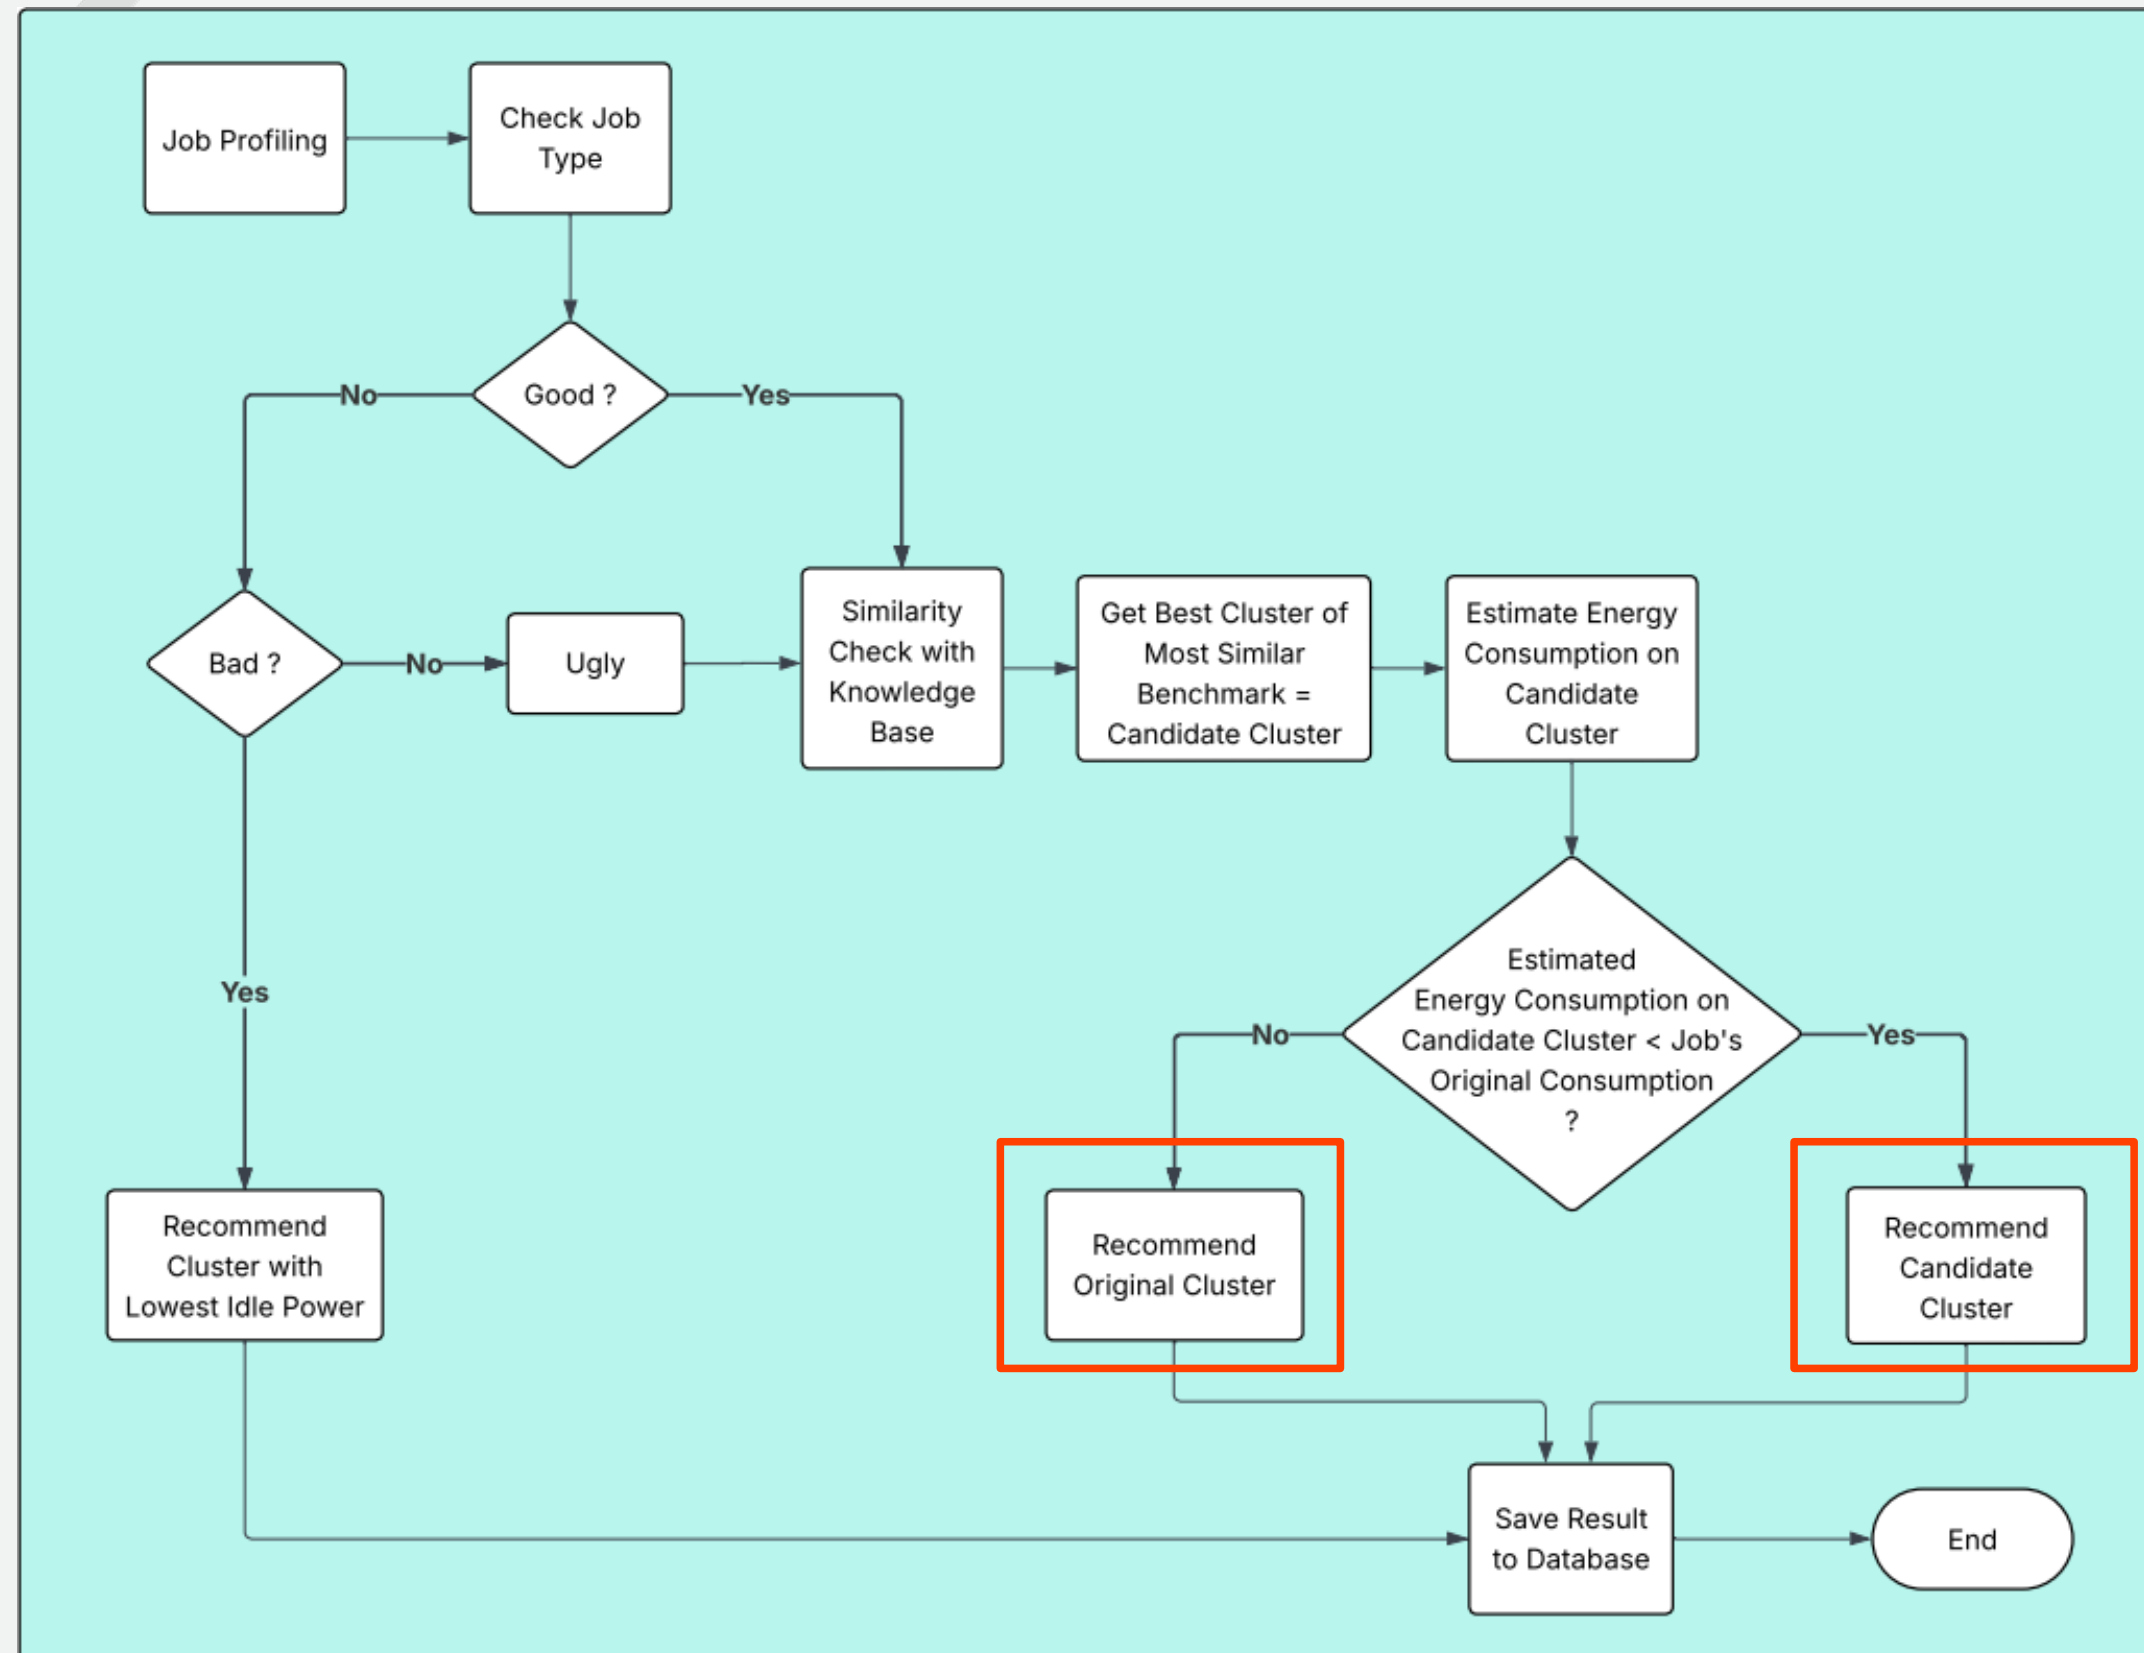 Job Profiling
Check Job
Type
Good ?
No
Yes
Bad ?
No
Ugly
Similarity
Check with
Knowledge
Base
Get Best Cluster of
Most Similar
Benchmark =
Candidate Cluster
Estimate Energy
Consumption on
Candidate
Cluster
Yes
Estimated
Energy Consumption on
Candidate Cluster < Job's
Original Consumption
?
No
Yes
Recommend
Cluster with
Lowest Idle Power
Recommend
Original Cluster
Recommend
Candidate
Cluster
Save Result
to Database
End